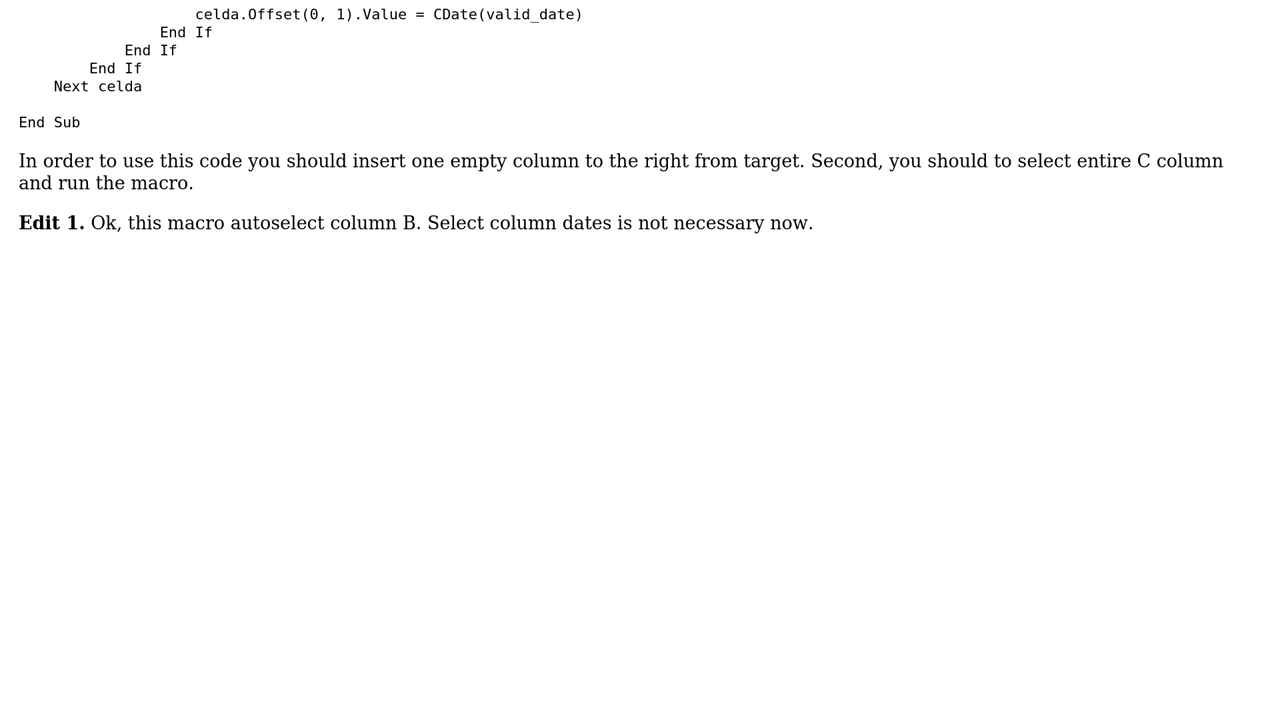 celda.Offset(0, 1).Value = CDate(valid_date)
End If
End If
End If
Next celda
End Sub
In order to use this code you should insert one empty column to the right from target. Second, you should to select entire C column
and run the macro.
Edit 1. Ok, this macro autoselect column B. Select column dates is not necessary now.